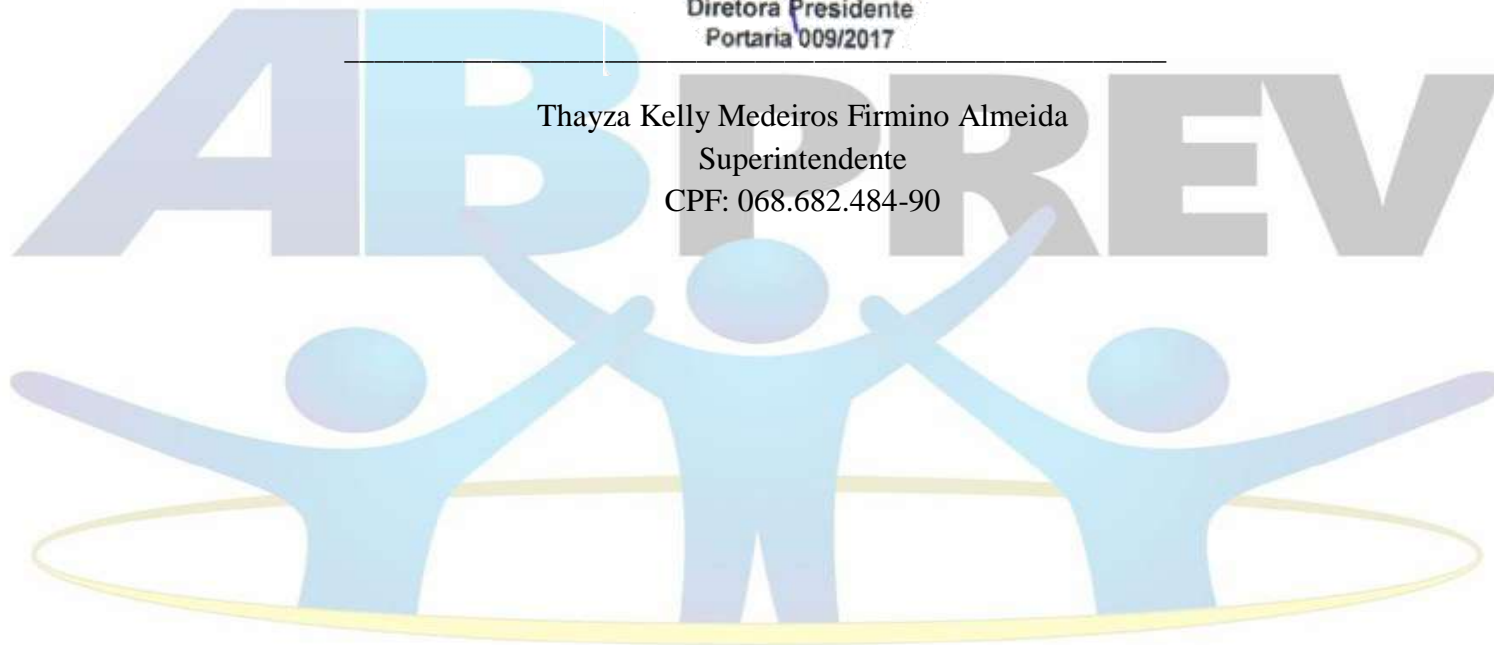 Diretora Presidente
Portaria 009/2017
Thayza Kelly Medeiros Firmino Almeida
Superintendente
CPF: 068.682.484-90
ABPREV